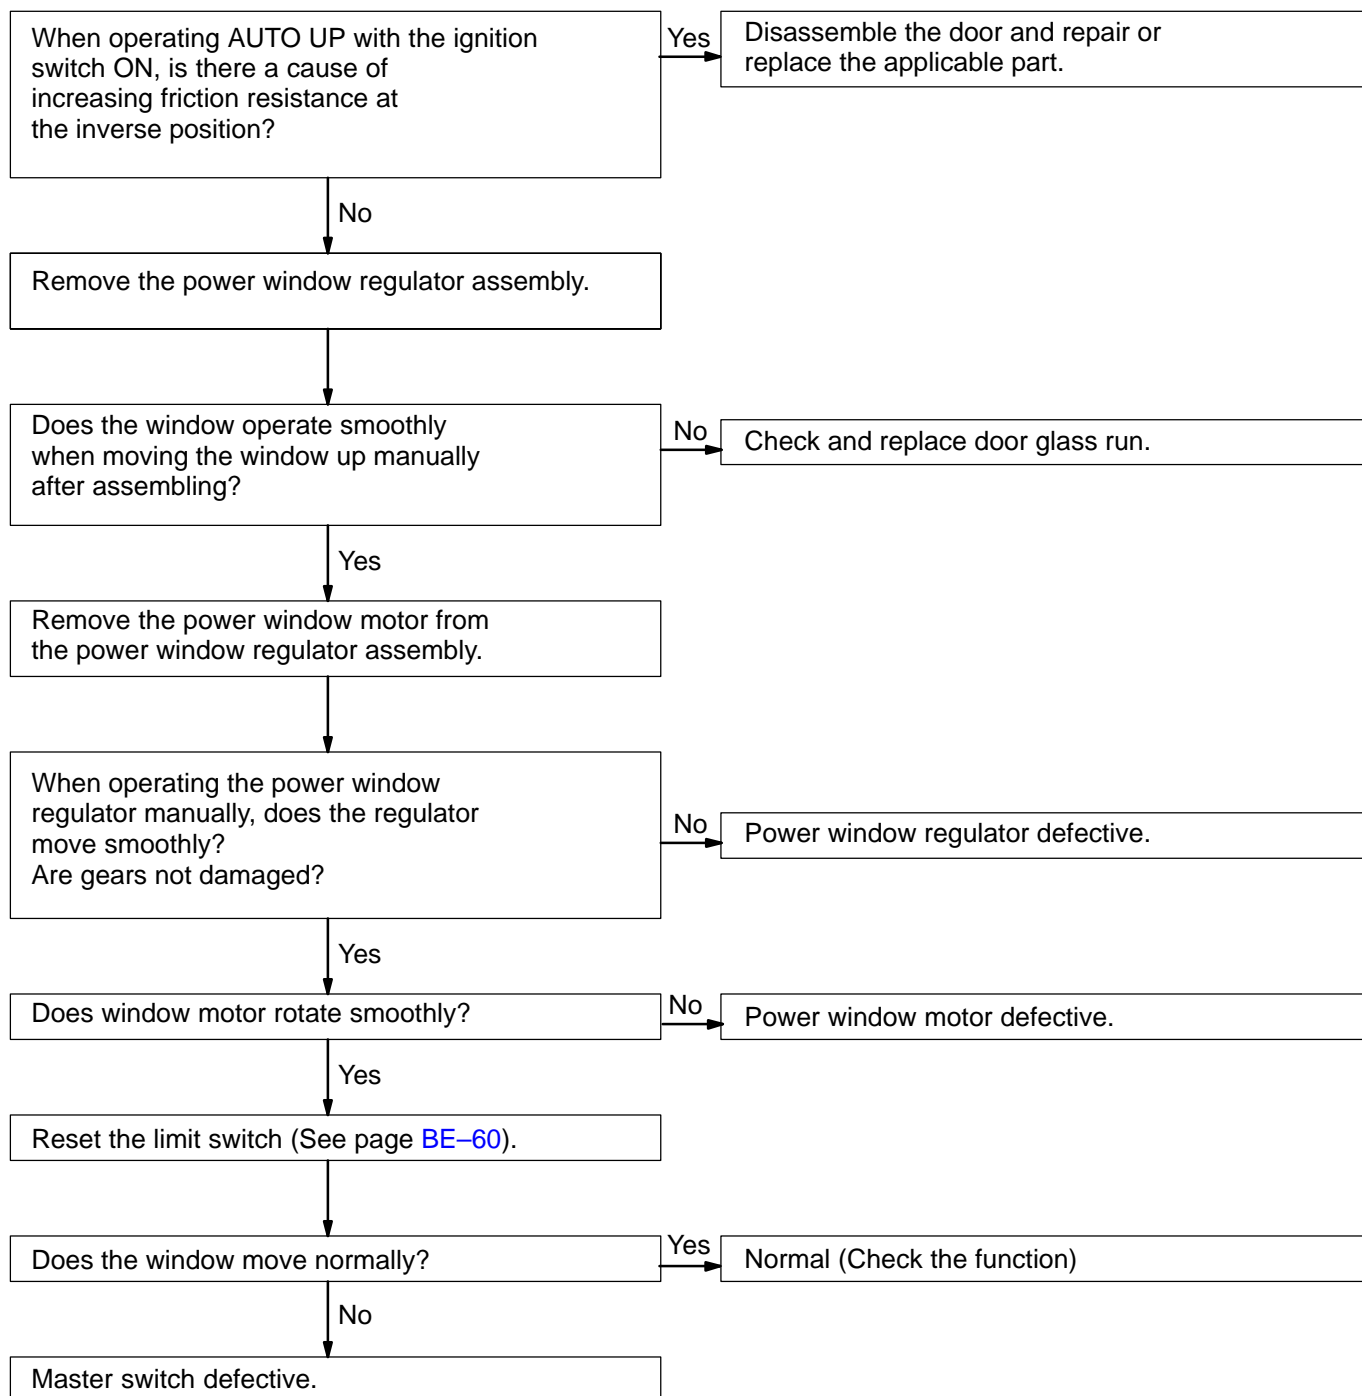 When operating AUTO UP with the ignition
switch ON, is there a cause of
increasing friction resistance at
the inverse position?
Yes
Disassemble the door and repair or
replace the applicable part.
No
Remove the power window regulator assembly.
Does the window operate smoothly
when moving the window up manually
after assembling?
No
Check and replace door glass run.
Yes
Remove the power window motor from
the power window regulator assembly.
When operating the power window
regulator manually, does the regulator
move smoothly?
Are gears not damaged?
No
Power window regulator defective.
Yes
Does window motor rotate smoothly?
No
Power window motor defective.
Yes
Reset the limit switch (See page BE–60).
Does the window move normally?
Yes
Normal (Check the function)
No
Master switch defective.